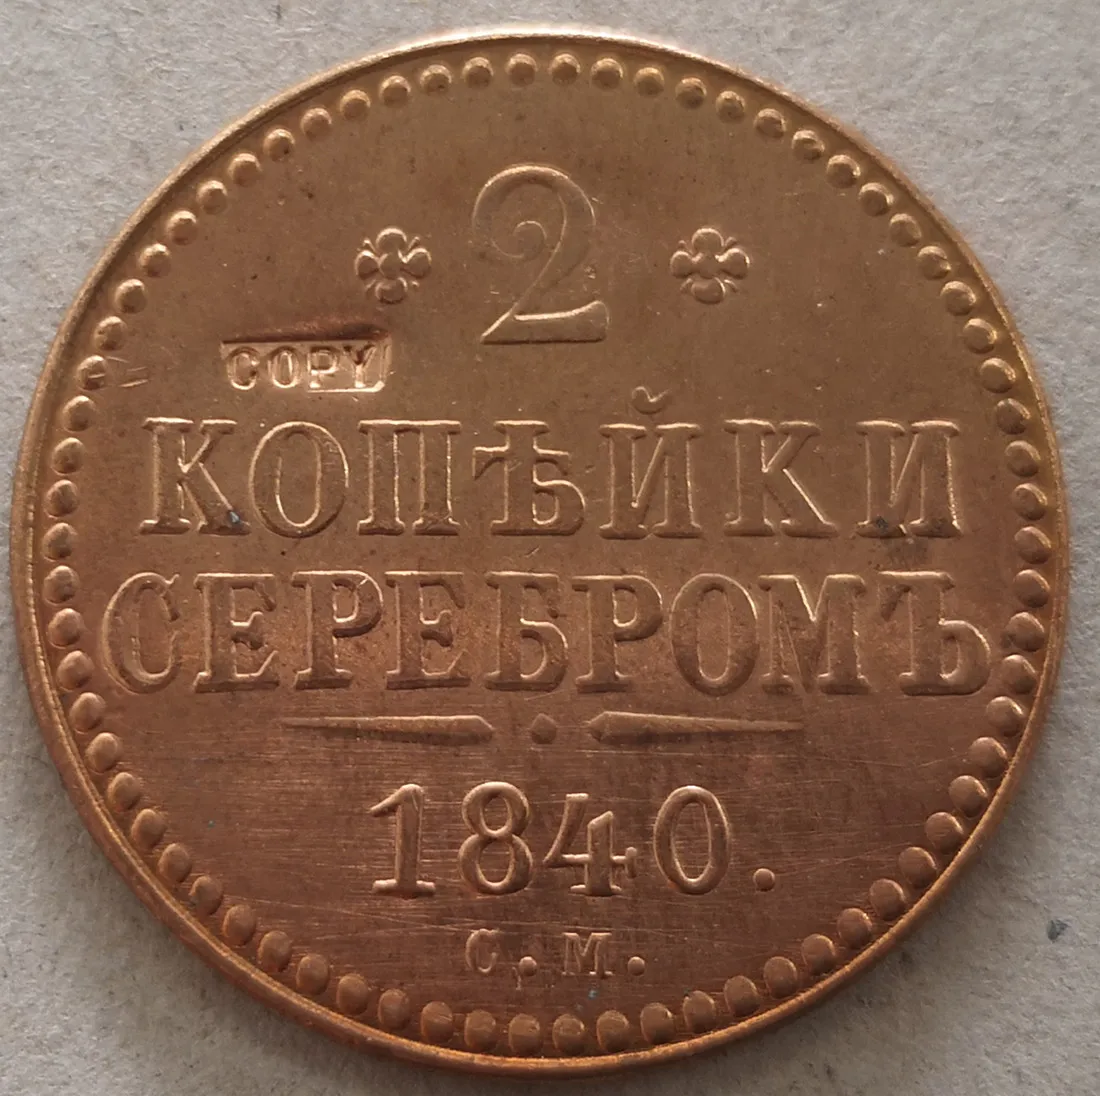 2
COPY
КОПѢЙКИ
СЕРЕБРОМЪ
1840.
С. М.